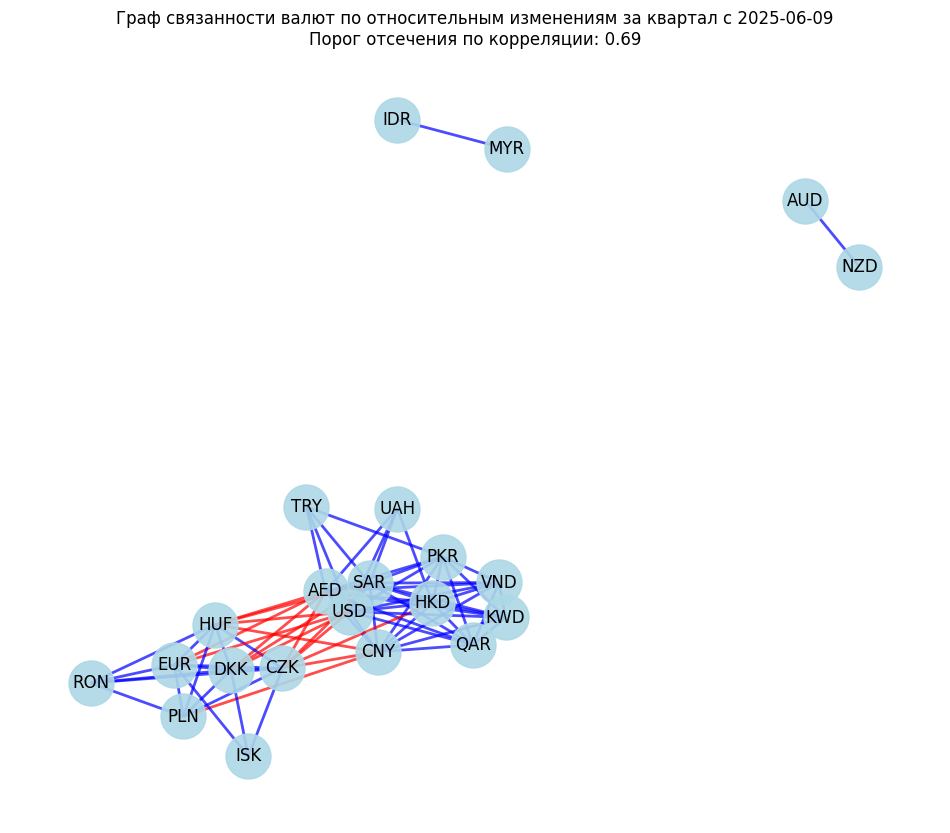 Граф связанности валют по относительным изменениям за квартал с 2025-06-09
Порог отсечения по корреляции: 0.69
IDR
MYR
AUD
NZD
TRY
UAH
PKR
AED
SAR
VND
USD
HKD
KWD
HUF
QAR
CNY
EUR
DKK
CZK
RON
PLN
ISK